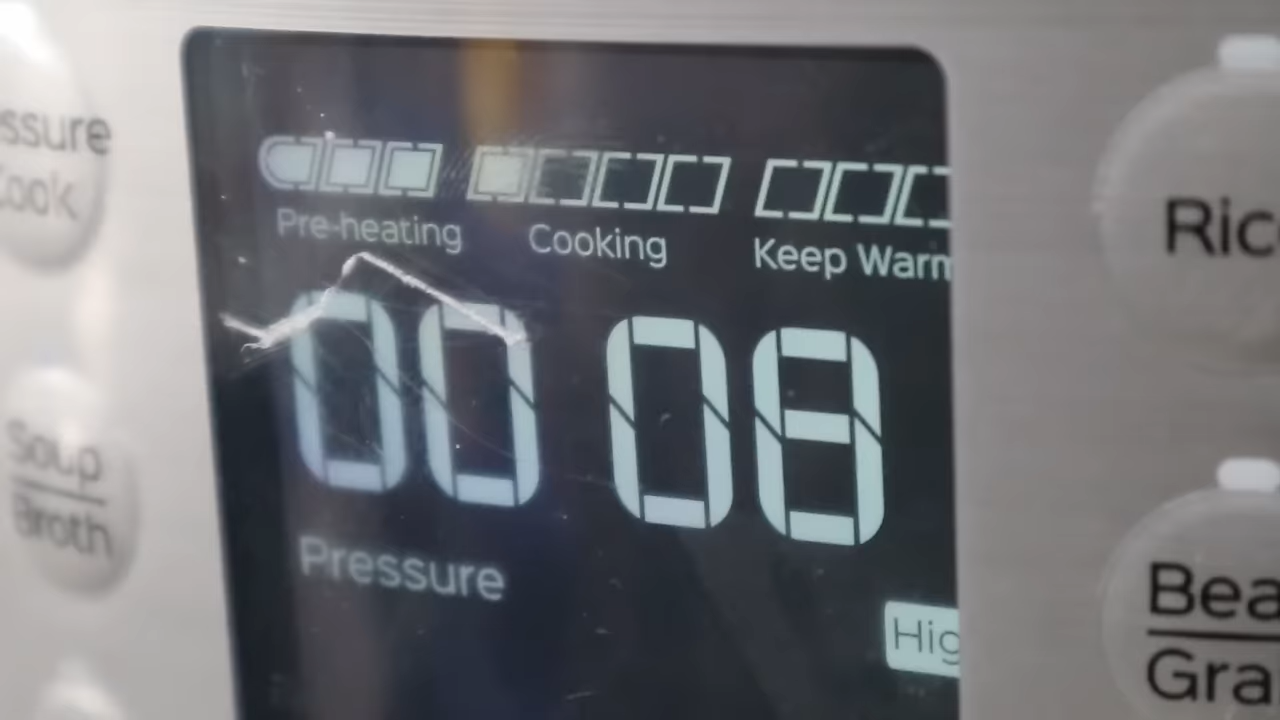 ssure
Cook
Pre-heating Cooking Keep Warm
00 08
Pressure
Hig
Soup
Broth
Ric
Bea
Gra